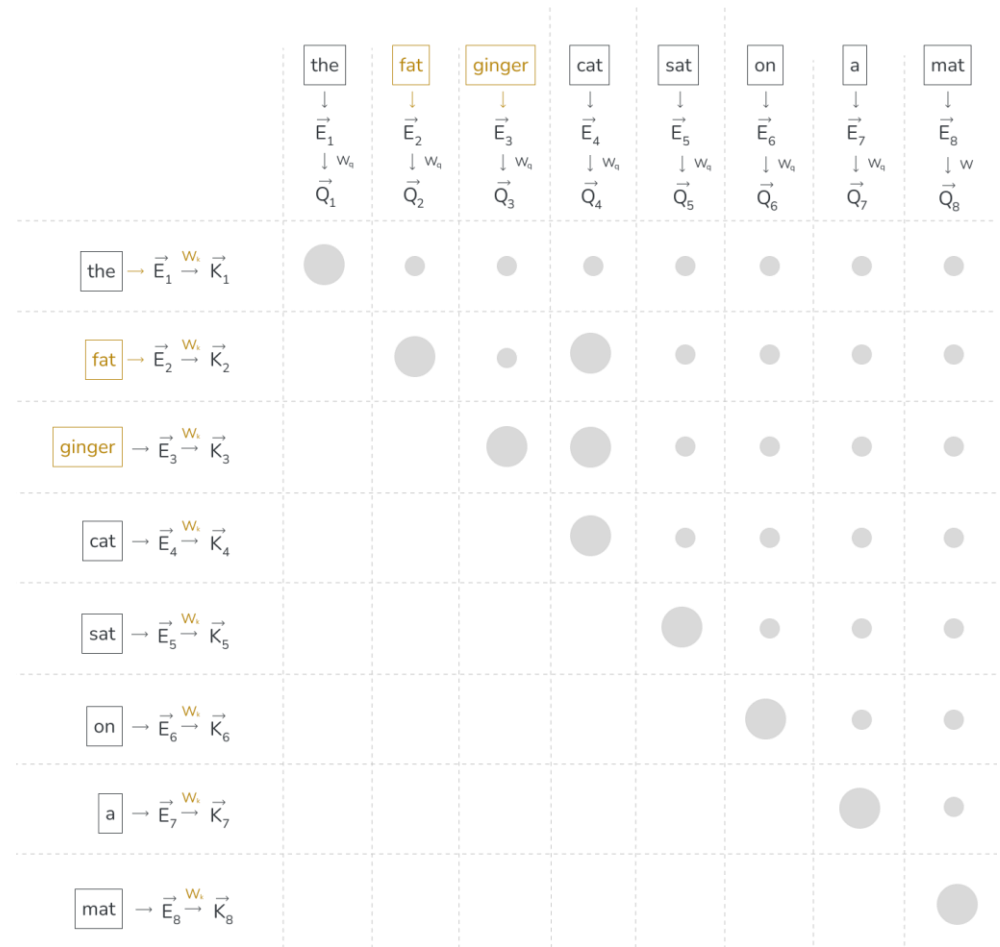 the fat ginger cat sat on a mat
E₁ E₂ E₃ E₄ E₅ E₆ E₇ E₈
Wq Wq Wq Wq Wq Wq Wq W
Q₁ Q₂ Q₃ Q₄ Q₅ Q₆ Q₇ Q₈
the → E₁ Wₖ → K₁
fat → E₂ Wₖ → K₂
ginger → E₃ Wₖ → K₃
cat → E₄ Wₖ → K₄
sat → E₅ Wₖ → K₅
on → E₆ Wₖ → K₆
a → E₇ Wₖ → K₇
mat → E₈ Wₖ → K₈